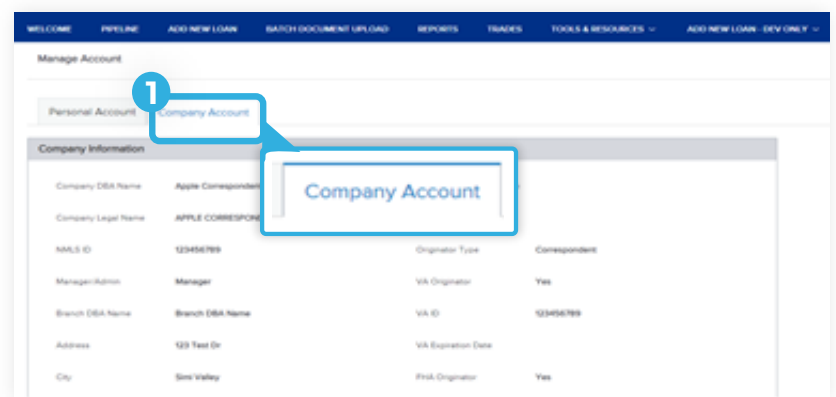 WELCOME PIPELINE ADD NEW LOAN BATCH DOCUMENT UPLOAD REPORTS TRADES TOOLS & RESOURCES ADD NEW LOAN - DEV ONLY
Manage Account
1
Personal Account Company Account
Company Information
Company Account
Company DBA Name Apple Corresponden
Company Legal Name APPLE CORRESPON
NMLS ID 123456789 Originator Type Correspondent
Manager/Admin Manager VA Originator Yes
Branch DBA Name Branch DBA Name VA ID 123456789
Address 123 Test Dr VA Expiration Date
City Simi Valley FHA Originator Yes